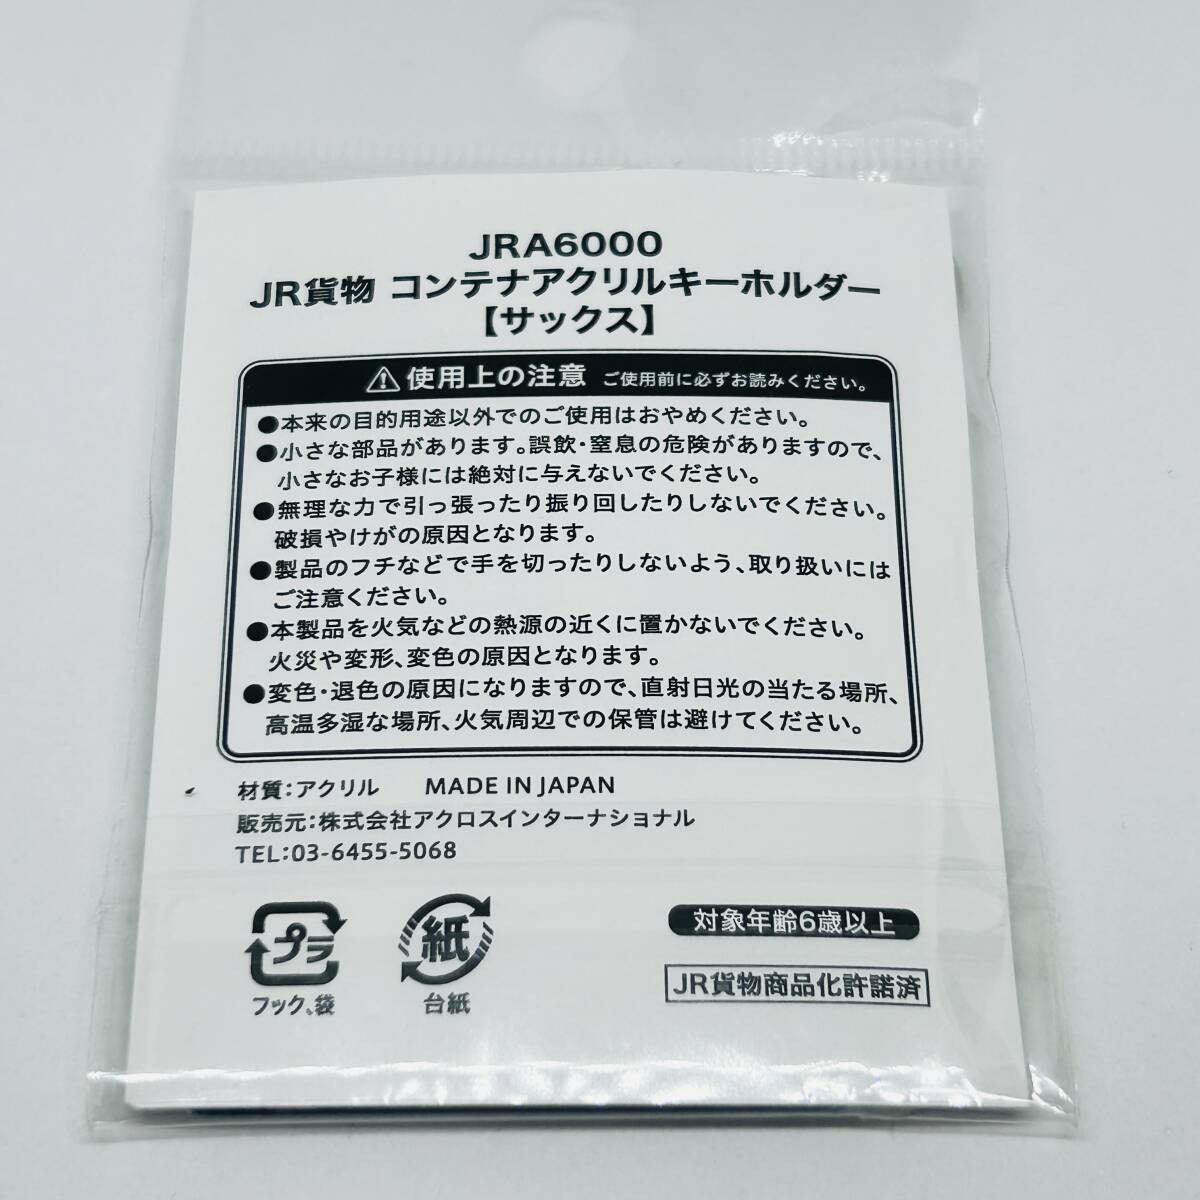 JRA6000
JR貨物 コンテナアクリルキーホルダー
【サックス】
⚠使用上の注意 ご使用前に必ずお読みください。
●本来の目的用途以外でのご使用はおやめください。
●小さな部品があります。誤飲・窒息の危険がありますので、
小さなお子様には絶対に与えないでください。
●無理な力で引っ張ったり振り回したりしないでください。
破損やけがの原因となります。
●製品のフチなどで手を切ったりしないよう、取り扱いには
ご注意ください。
●本製品を火気などの熱源の近くに置かないでください。
火災や変形、変色の原因となります。
●変色・退色の原因になりますので、直射日光の当たる場所、
高温多湿な場所、火気周辺での保管は避けてください。
材質:アクリル MADE IN JAPAN
販売元:株式会社アクロスインターナショナル
TEL:03-6455-5068
プラ
フック、袋
紙
台紙
対象年齢6歳以上
JR貨物商品化許諾済